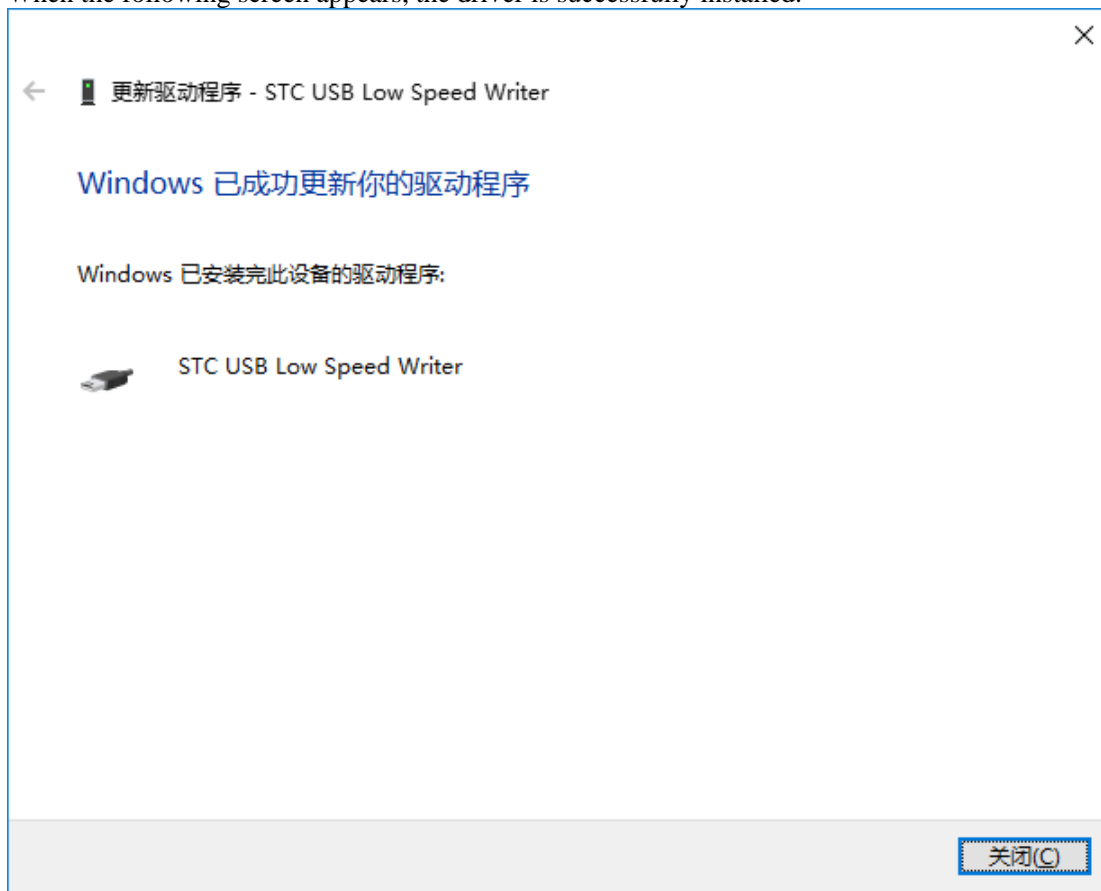 When the following screen appears, the driver is successfully installed.
更新驱动程序 - STC USB Low Speed Writer
Windows 已成功更新你的驱动程序
Windows 已安装完此设备的驱动程序:
STC USB Low Speed Writer
关闭(C)